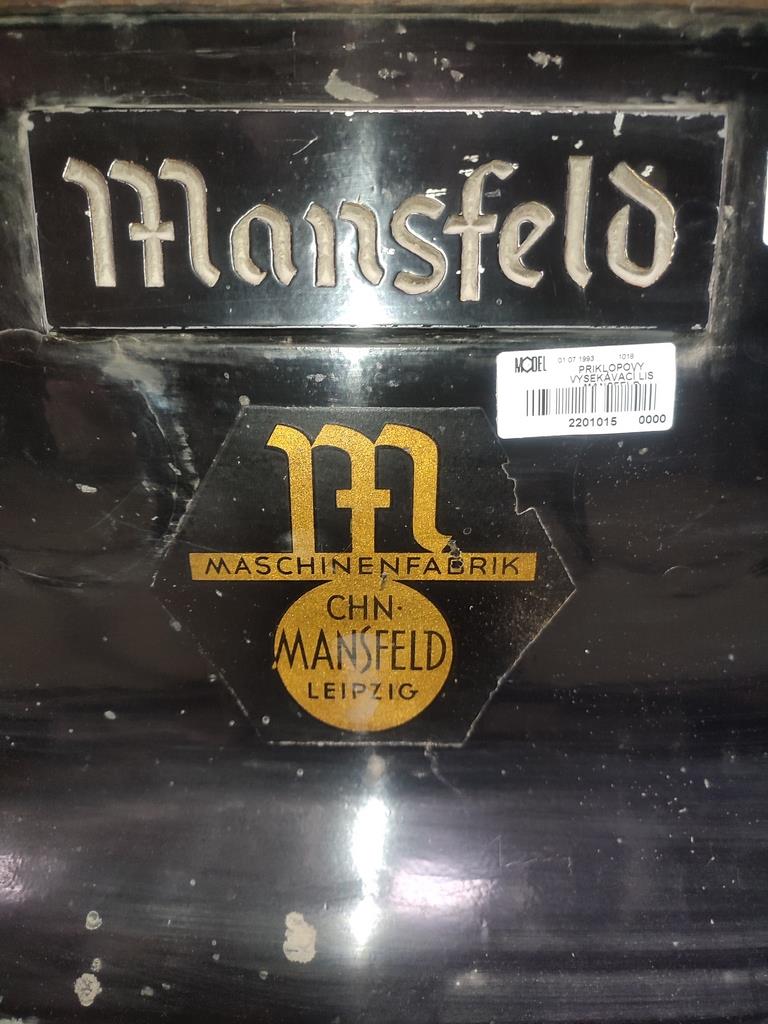 Mansfeld
MODEL 01 07 1993 1018
PRIKLOPOVY
VYSEKAVACI LIS
2201015 0000
M
MASCHINENFABRIK
CHN·
MANSFELD
LEIPZIG